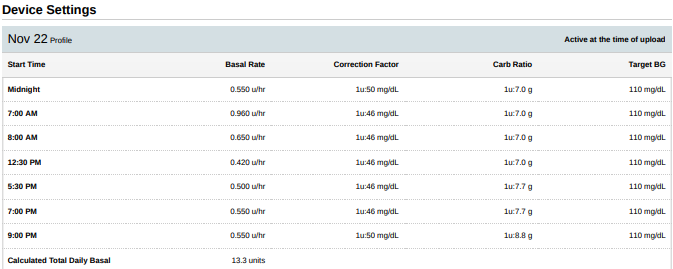 Device Settings
Nov 22 Profile Active at the time of upload
Start Time Basal Rate Correction Factor Carb Ratio Target BG
Midnight 0.550 u/hr 1u:50 mg/dL 1u:7.0 g 110 mg/dL
7:00 AM 0.960 u/hr 1u:46 mg/dL 1u:7.0 g 110 mg/dL
8:00 AM 0.650 u/hr 1u:46 mg/dL 1u:7.0 g 110 mg/dL
12:30 PM 0.420 u/hr 1u:46 mg/dL 1u:7.0 g 110 mg/dL
5:30 PM 0.500 u/hr 1u:46 mg/dL 1u:7.7 g 110 mg/dL
7:00 PM 0.550 u/hr 1u:46 mg/dL 1u:7.7 g 110 mg/dL
9:00 PM 0.550 u/hr 1u:50 mg/dL 1u:8.8 g 110 mg/dL
Calculated Total Daily Basal 13.3 units